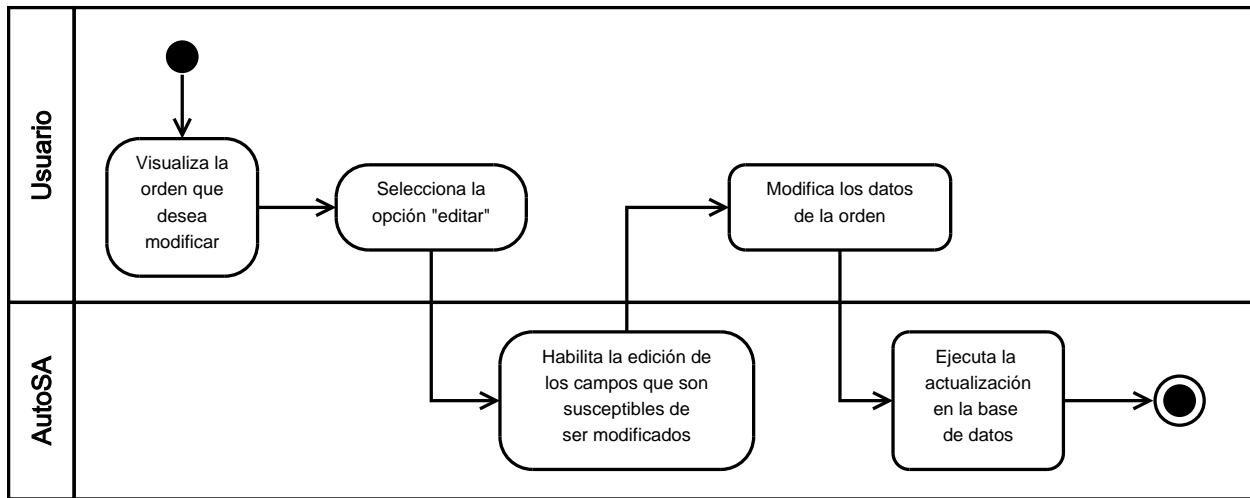 Usuario
Visualiza la
orden que
desea
modificar
Selecciona la
opción "editar"
Modifica los datos
de la orden
AutoSA
Habilita la edición de
los campos que son
susceptibles de
ser modificados
Ejecuta la
actualización
en la base
de datos